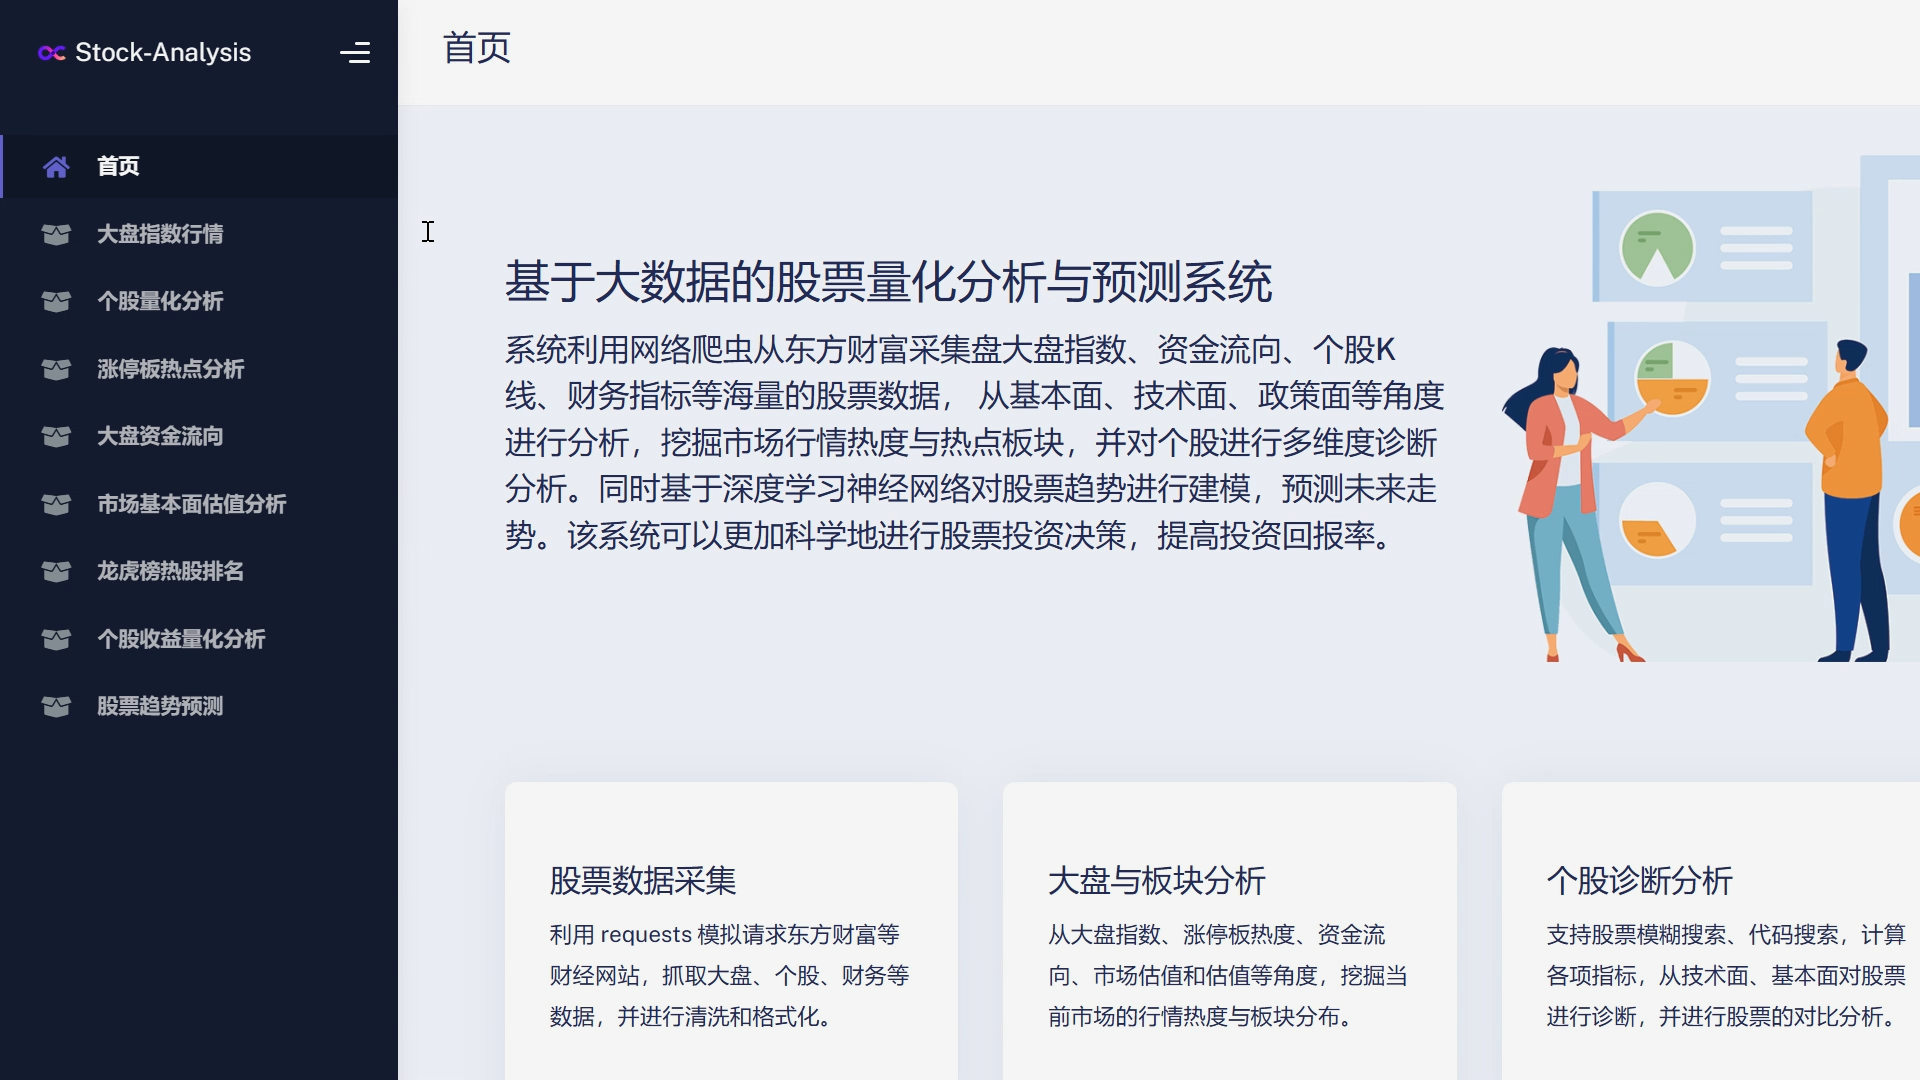 Stock-Analysis
首页
大盘指数行情
个股量化分析
涨停板热点分析
大盘资金流向
市场基本面估值分析
龙虎榜热股排名
个股收益量化分析
股票趋势预测
首页
基于大数据的股票量化分析与预测系统
系统利用网络爬虫从东方财富采集盘大盘指数、资金流向、个股K
线、财务指标等海量的股票数据， 从基本面、技术面、政策面等角度
进行分析，挖掘市场行情热度与热点板块，并对个股进行多维度诊断
分析。同时基于深度学习神经网络对股票趋势进行建模，预测未来走
势。该系统可以更加科学地进行股票投资决策，提高投资回报率。
股票数据采集
利用 requests 模拟请求东方财富等
财经网站，抓取大盘、个股、财务等
数据，并进行清洗和格式化。
大盘与板块分析
从大盘指数、涨停板热度、资金流
向、市场估值和估值等角度，挖掘当
前市场的行情热度与板块分布。
个股诊断分析
支持股票模糊搜索、代码搜索，计算
各项指标，从技术面、基本面对股票
进行诊断，并进行股票的对比分析。